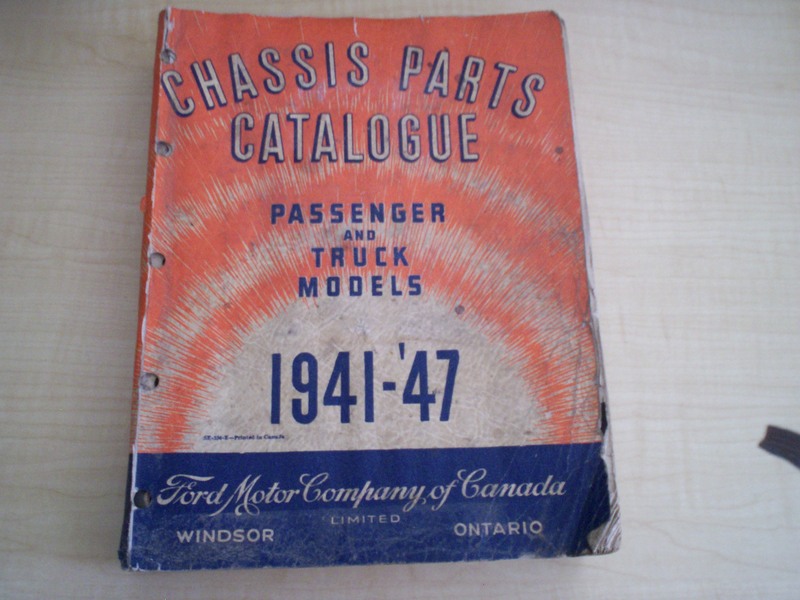 CHASSIS PARTS
CATALOGUE
PASSENGER
AND
TRUCK
MODELS
1941-'47
Printed in Canada
Ford Motor Company of Canada
LIMITED
WINDSOR ONTARIO